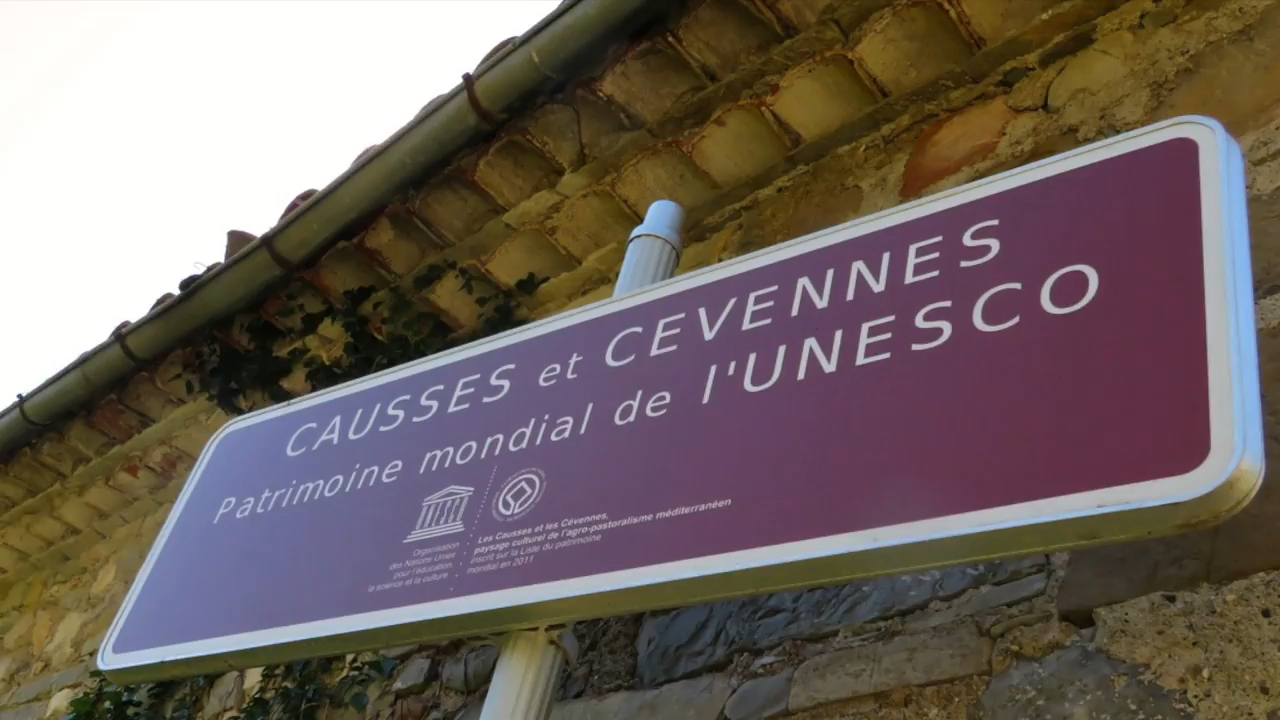 CAUSSES et CEVENNES
Patrimoine mondial de l'UNESCO
Organisation
des Nations Unies
pour l'éducation
la science et la culture
Les Causses et les Cévennes,
paysage culturel de l'agro-pastoralisme méditerranéen
inscrit sur la Liste du patrimoine
mondial en 2011